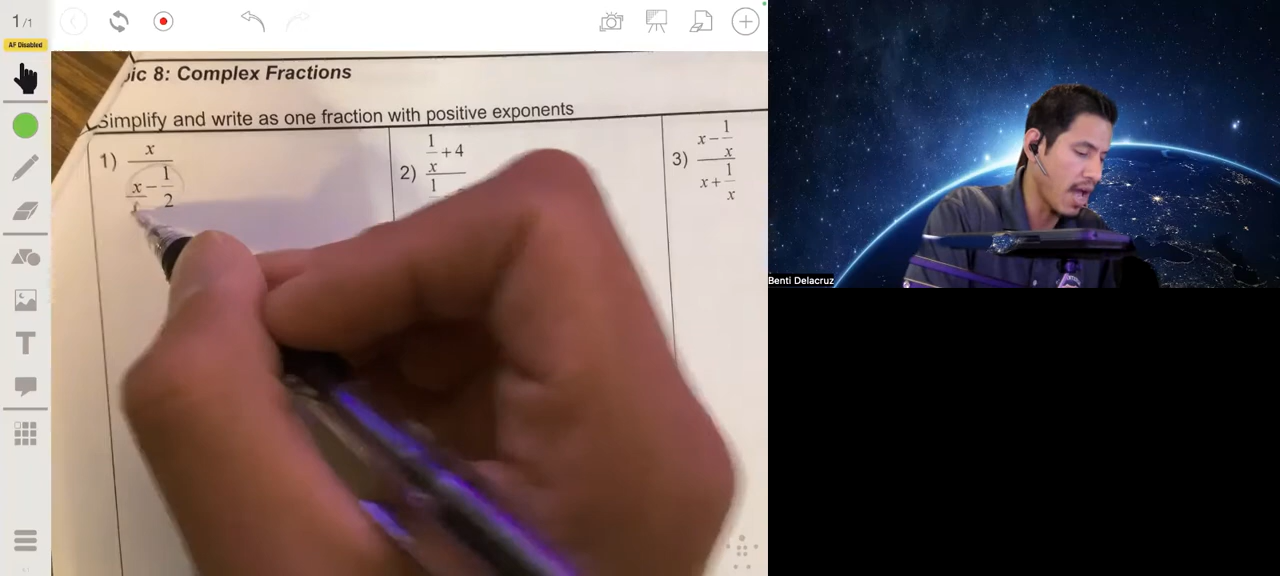 1/1
AF Disabled
ic 8: Complex Fractions
Simplify and write as one fraction with positive exponents
1) x
x - 1
2
2) 1
x
+4
1
3) x - 1
x
x + 1
x
T
Benti Delacruz